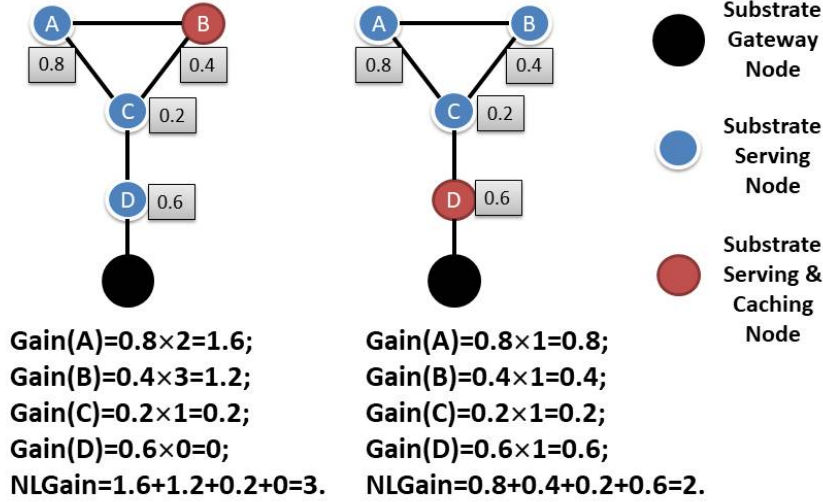 A
B
0.8
0.4
C
0.2
D
0.6
Gain(A)=0.8×2=1.6;
Gain(B)=0.4×3=1.2;
Gain(C)=0.2×1=0.2;
Gain(D)=0.6×0=0;
NLGain=1.6+1.2+0.2+0=3.
A
B
0.8
0.4
C
0.2
D
0.6
Gain(A)=0.8×1=0.8;
Gain(B)=0.4×1=0.4;
Gain(C)=0.2×1=0.2;
Gain(D)=0.6×1=0.6;
NLGain=0.8+0.4+0.2+0.6=2.
Substrate
Gateway
Node
Substrate
Serving
Node
Substrate
Serving &
Caching
Node